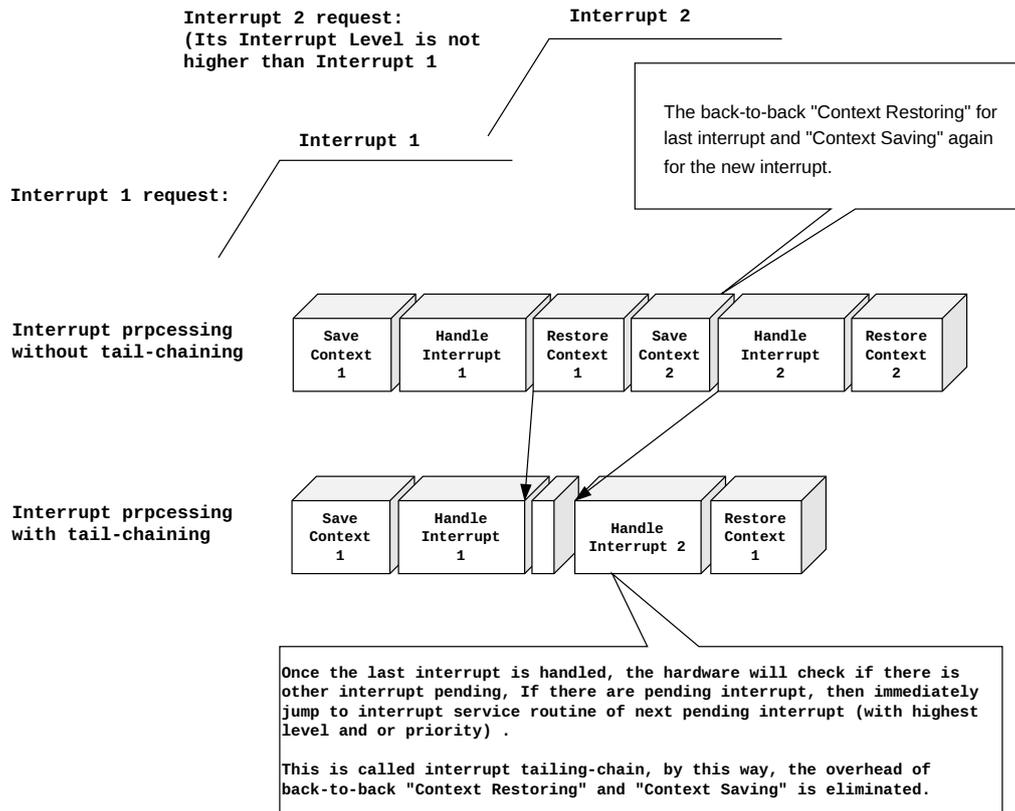 Interrupt 2 request:
(Its Interrupt Level is not
higher than Interrupt 1
Interrupt 2
The back-to-back "Context Restoring" for
last interrupt and "Context Saving" again
for the new interrupt.
Interrupt 1
Interrupt 1 request:
Interrupt prpcessing
without tail-chaining
Save
Context
1
Handle
Interrupt
1
Restore
Context
1
Save
Context
2
Handle
Interrupt
2
Restore
Context
2
Interrupt prpcessing
with tail-chaining
Save
Context
1
Handle
Interrupt
1
Handle
Interrupt 2
Restore
Context
1
Once the last interrupt is handled, the hardware will check if there is
other interrupt pending, If there are pending interrupt, then immediately
jump to interrupt service routine of next pending interrupt (with highest
level and or priority) .
This is called interrupt tailing-chain, by this way, the overhead of
back-to-back "Context Restoring" and "Context Saving" is eliminated.